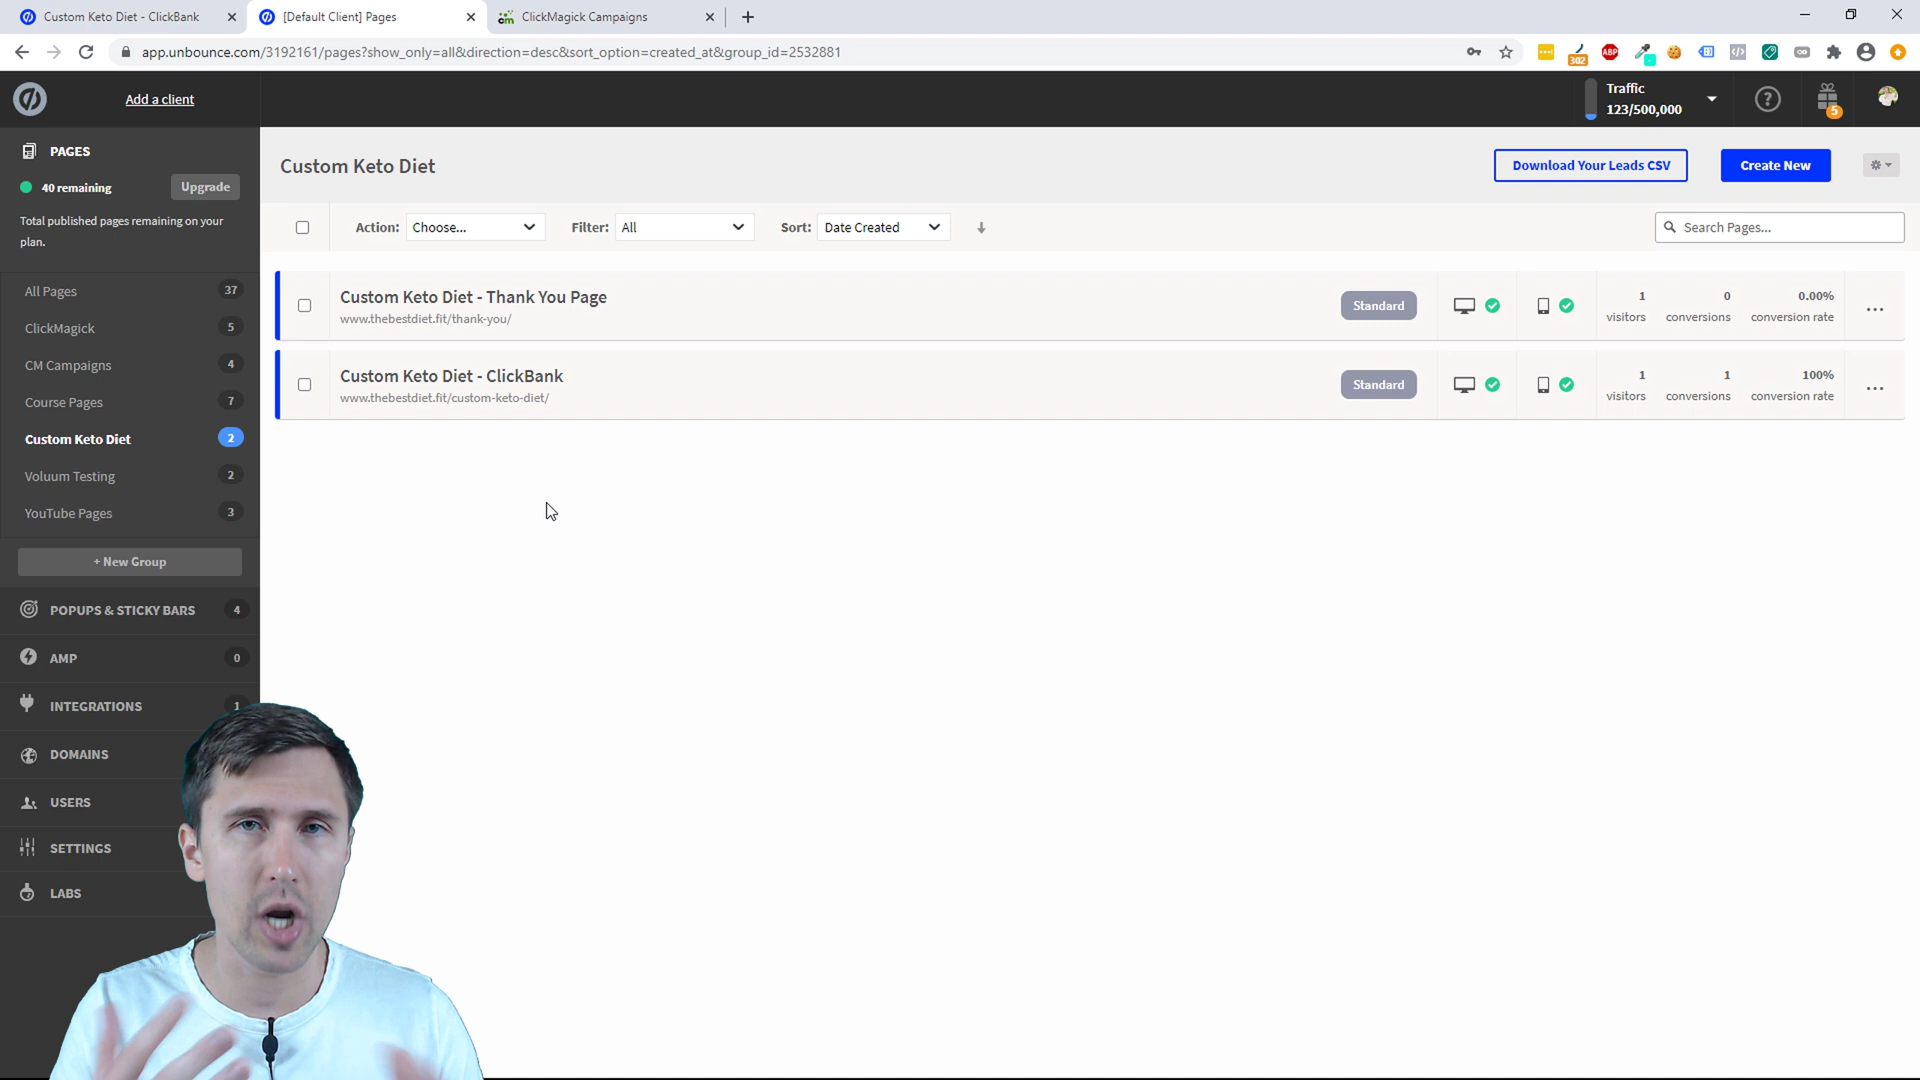 Custom Keto Diet - ClickBank
[Default Client] Pages
ClickMagick Campaigns
app.unbounce.com/3192161/pages?show_only=all&direction=desc&sort_option=created_at&group_id=2532881
ABP
302
Add a client
Traffic
123/500,000
5
PAGES
40 remaining
Upgrade
Total published pages remaining on your
plan.
All Pages 37
ClickMagick 5
CM Campaigns 4
Course Pages 7
Custom Keto Diet 2
Voluum Testing 2
YouTube Pages 3
+ New Group
POPUPS & STICKY BARS 4
AMP 0
INTEGRATIONS 1
DOMAINS
USERS
SETTINGS
LABS
Custom Keto Diet
Download Your Leads CSV
Create New
Action: Choose... Filter: All Sort: Date Created
Search Pages...
Custom Keto Diet - Thank You Page
www.thebestdiet.fit/thank-you/
Standard
1 0 0.00%
visitors conversions conversion rate
Custom Keto Diet - ClickBank
www.thebestdiet.fit/custom-keto-diet/
Standard
1 1 100%
visitors conversions conversion rate